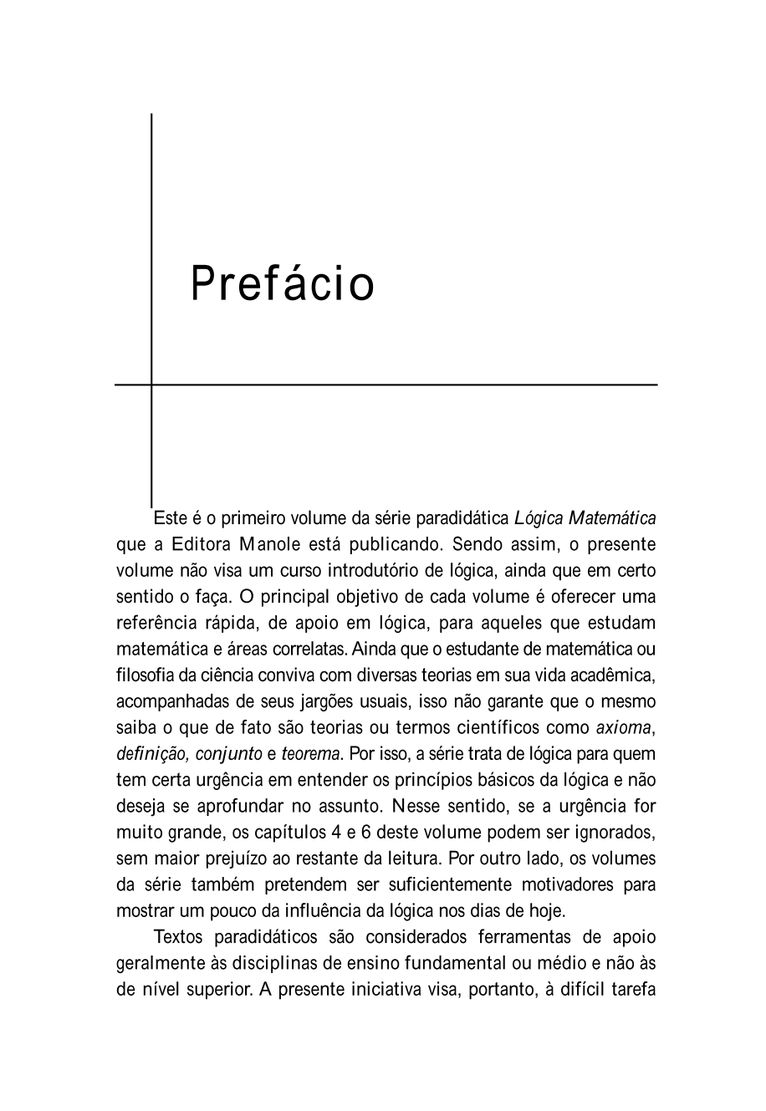 Prefácio
Este é o primeiro volume da série paradidática Lógica Matemática
que a Editora Manole está publicando. Sendo assim, o presente
volume não visa um curso introdutório de lógica, ainda que em certo
sentido o faça. O principal objetivo de cada volume é oferecer uma
referência rápida, de apoio em lógica, para aqueles que estudam
matemática e áreas correlatas. Ainda que o estudante de matemática ou
filosofia da ciência conviva com diversas teorias em sua vida acadêmica,
acompanhadas de seus jargões usuais, isso não garante que o mesmo
saiba o que de fato são teorias ou termos científicos como axioma,
definição, conjunto e teorema. Por isso, a série trata de lógica para quem
tem certa urgência em entender os princípios básicos da lógica e não
deseja se aprofundar no assunto. Nesse sentido, se a urgência for
muito grande, os capítulos 4 e 6 deste volume podem ser ignorados,
sem maior prejuízo ao restante da leitura. Por outro lado, os volumes
da série também pretendem ser suficientemente motivadores para
mostrar um pouco da influência da lógica nos dias de hoje.
Textos paradidáticos são considerados ferramentas de apoio
geralmente às disciplinas de ensino fundamental ou médio e não às
de nível superior. A presente iniciativa visa, portanto, à difícil tarefa